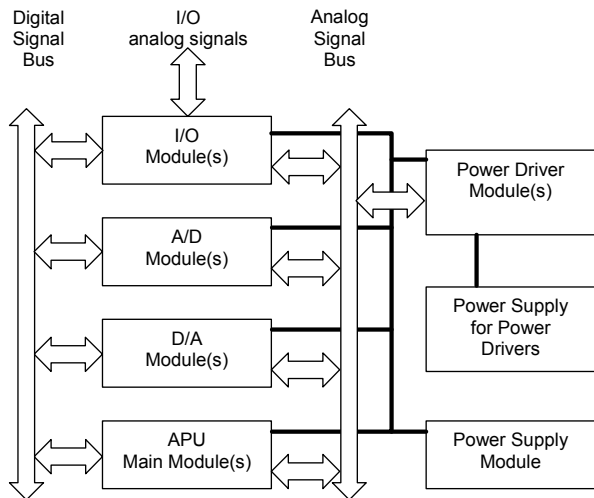 Digital
Signal
Bus
I/O
analog signals
Analog
Signal
Bus
I/O
Module(s)
Power Driver
Module(s)
A/D
Module(s)
Power Supply
for Power
Drivers
D/A
Module(s)
APU
Main Module(s)
Power Supply
Module